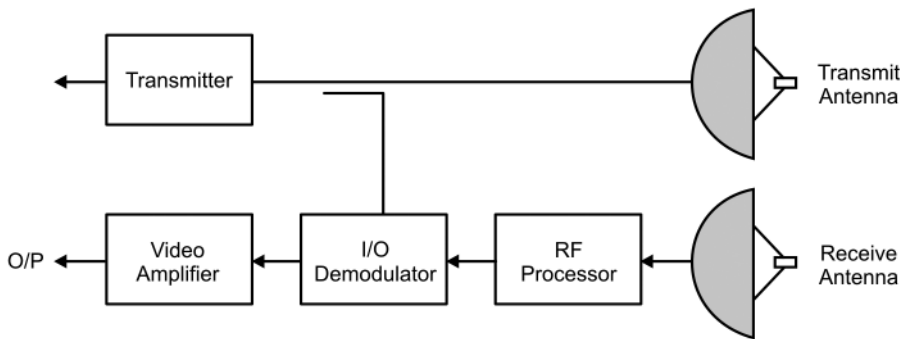 Transmitter
Transmit
Antenna
O/P
Video
Amplifier
I/O
Demodulator
RF
Processor
Receive
Antenna